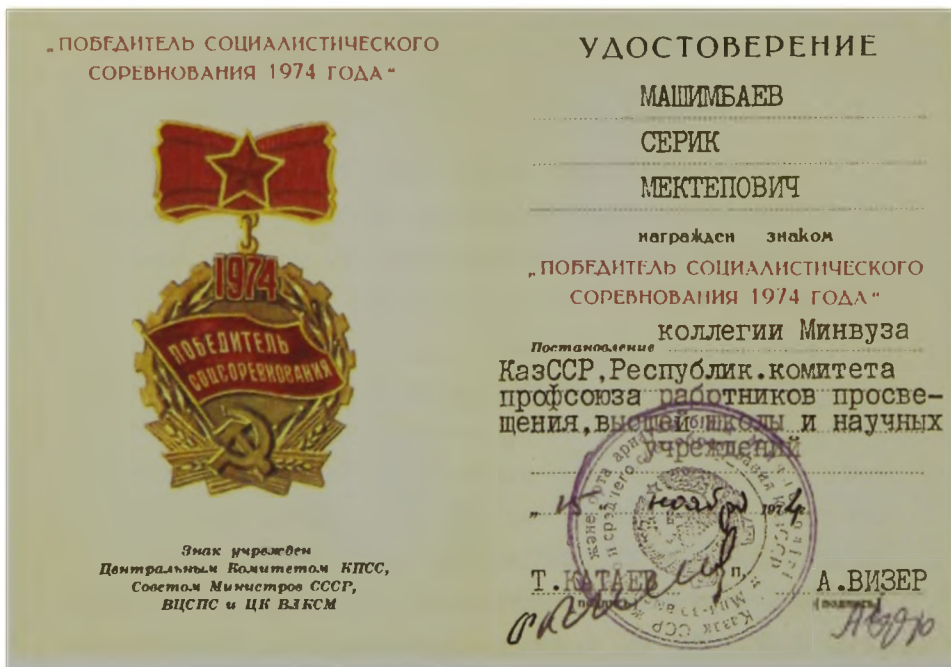 „ПОБЕДИТЕЛЬ СОЦИАЛИСТИЧЕСКОГО
СОРЕВНОВАНИЯ 1974 ГОДА“
1974
ПОБЕДИТЕЛЬ
СОЦСОРЕВНОВАНИЯ
Знак учрежден
Центральным Комитетом КПСС,
Советом Министров СССР,
ВЦСПС и ЦК ВЛКСМ
УДОСТОВЕРЕНИЕ
МАШИМБАЕВ
СЕРИК
МЕКТЕПОВИЧ
награжден знаком
„ПОБЕДИТЕЛЬ СОЦИАЛИСТИЧЕСКОГО
СОРЕВНОВАНИЯ 1974 ГОДА“
Постановление коллегии Минвуза
КазССР,Республик.комитета
профсоюза работников просве-
щения,высшей школы и научных
учреждений
„15“ ноября 1974
Т.КАТАЕВ А.ВИЗЕР
(подпись) (подпись)